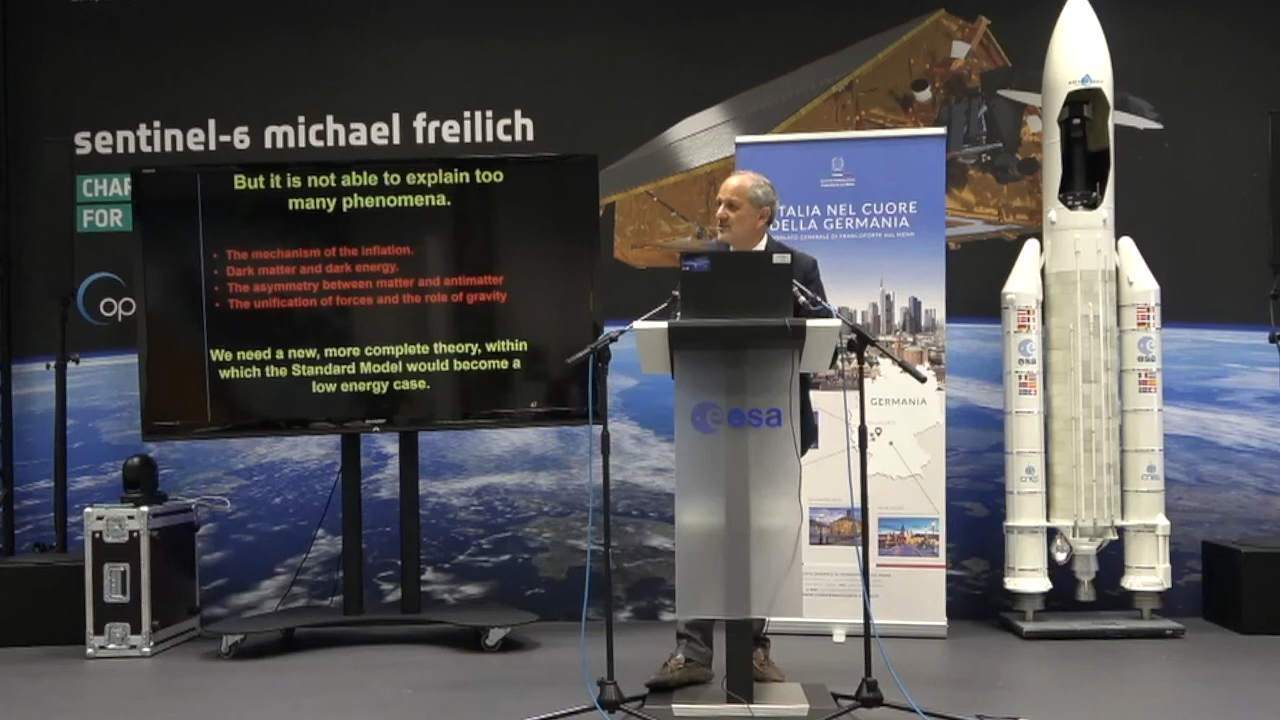 sentinel-6 michael freilich
CHAR
FOR
op
But it is not able to explain too
many phenomena.
• The mechanism of the inflation.
• Dark matter and dark energy.
• The asymmetry between matter and antimatter
• The unification of forces and the role of gravity
We need a new, more complete theory, within
which the Standard Model would become a
low energy case.
47
esa
TALIA NEL CUORE
DELLA GERMANIA
GERMANIA
esa
esa
cnes
cnes